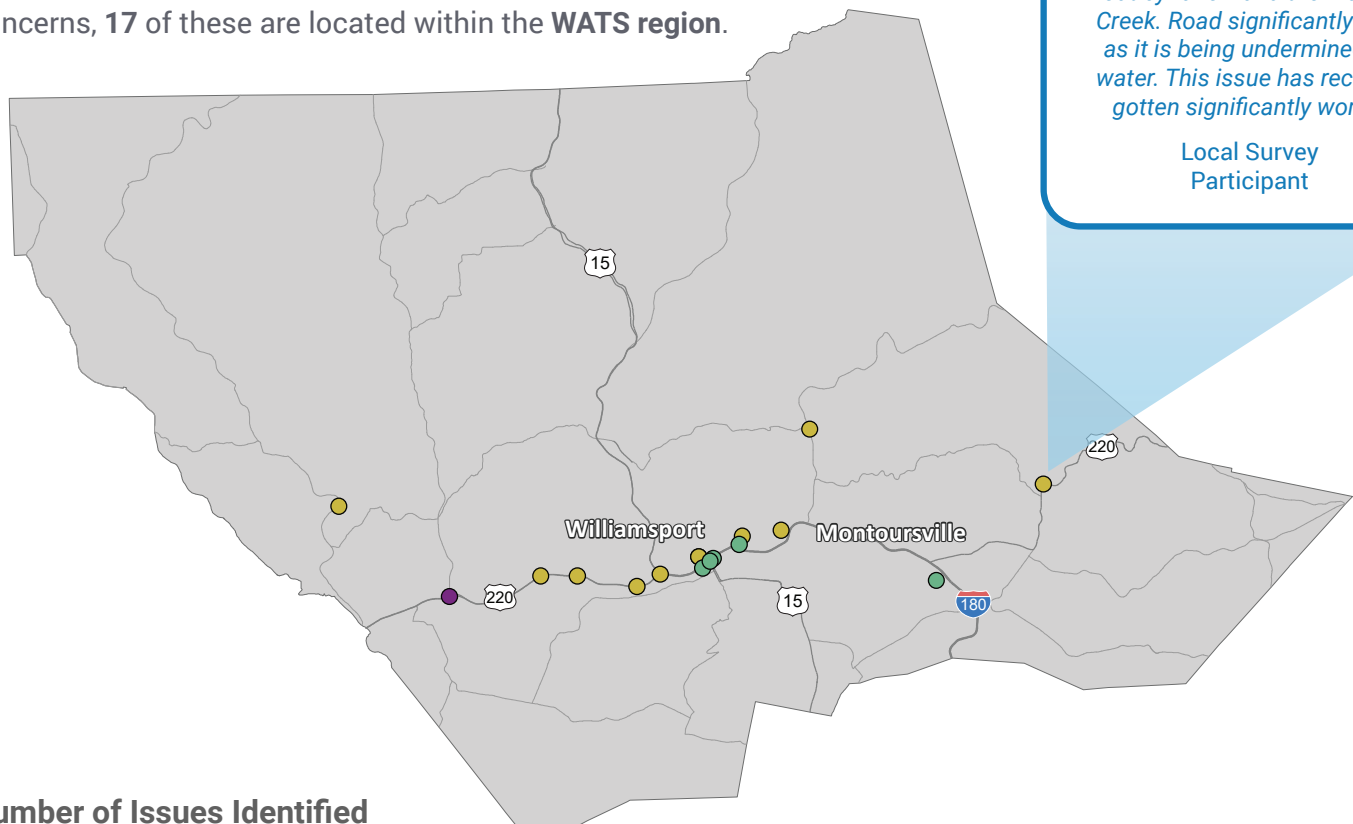 ncerns, 17 of these are located within the WATS region.
Creek. Road significantly
as it is being undermine
water. This issue has rec
gotten significantly wor
Local Survey
Participant
15
220
Williamsport
Montoursville
220
15
180
umber of Issues Identified